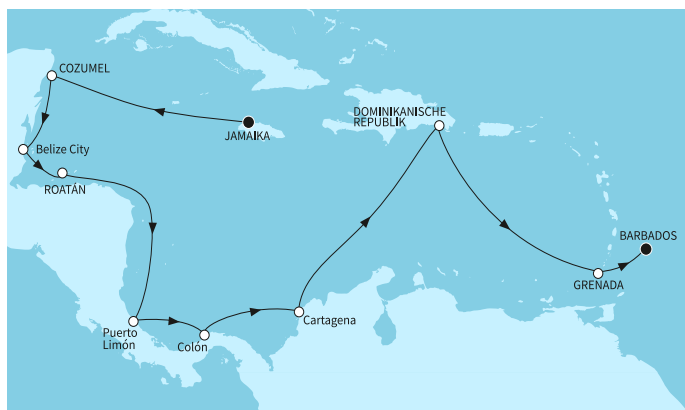 COZUMEL
DOMINIKANISCHE
REPUBLIK
JAMAIKA
Belize City
ROATÁN
BARBADOS
GRENADA
Cartagena
Puerto
Limón
Colón